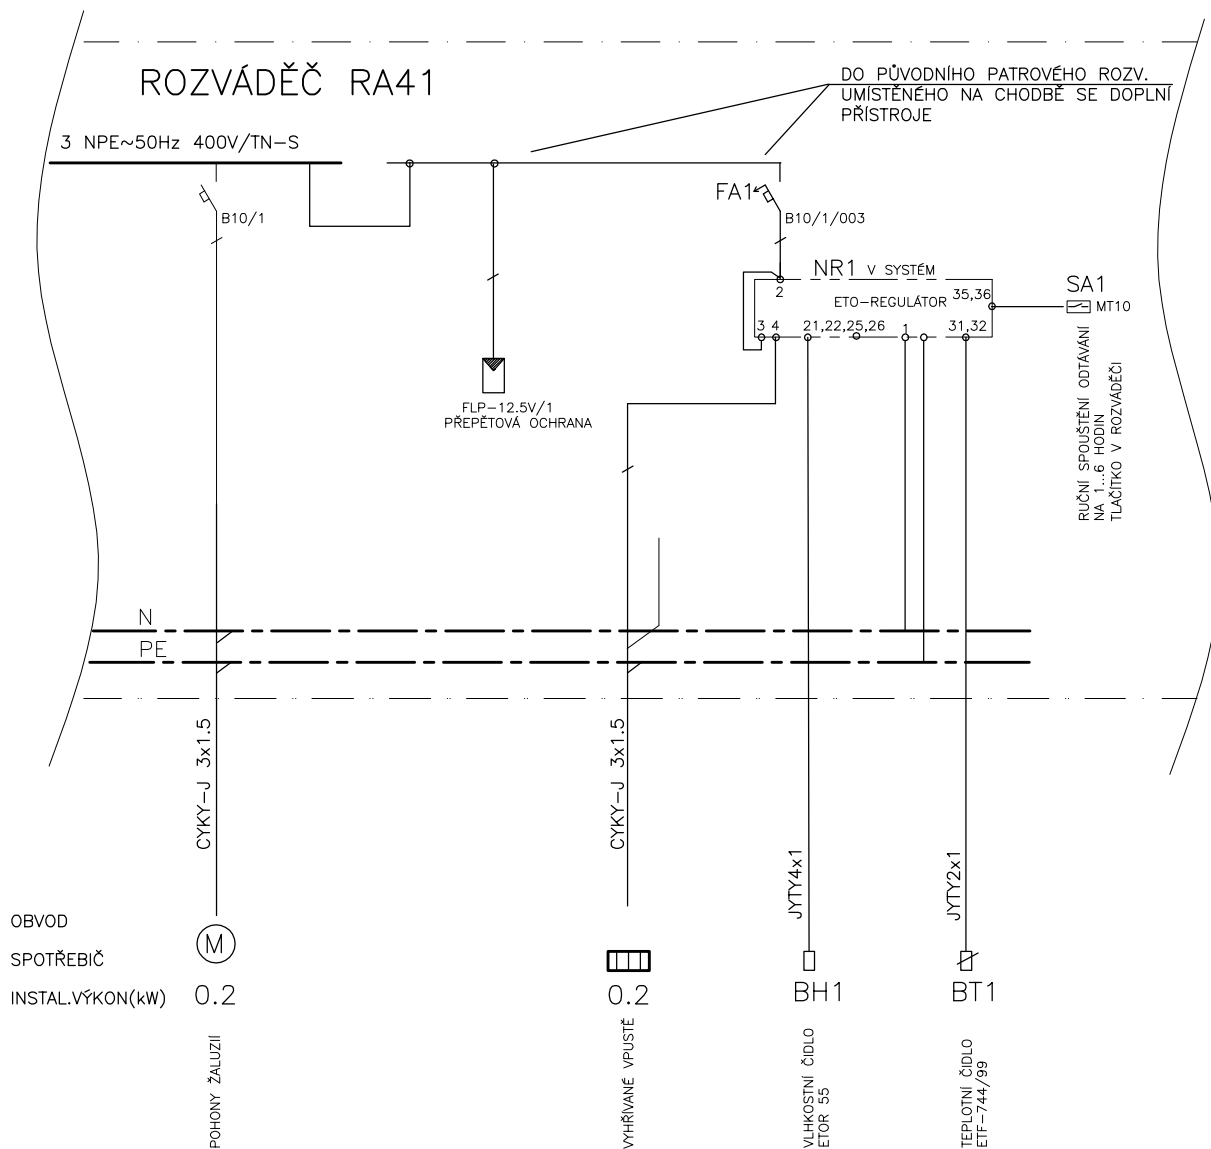 ROZVÁDĚČ RA41
DO PŮVODNÍHO PATROVÉHO ROZV.
UMÍSTĚNÉHO NA CHODBĚ SE DOPLNÍ
PŘÍSTROJE
3 NPE~50Hz 400V/TN-S
FA1
B10/1
B10/1/003
NR1 V SYSTÉM
2
ETO-REGULÁTOR
35,36
3 4 21,22,25,26 1 31,32
SA1
MT10
RUČNÍ SPOUŠTĚNÍ ODTÁVÁNÍ
NA 1...6 HODIN
TLAČÍTKO V ROZVÁDĚČI
FLP-12.5V/1
PŘEPĚTOVÁ OCHRANA
N
PE
CYKY-J 3x1.5
CYKY-J 3x1.5
JYTY4x1
JYTY2x1
OBVOD
SPOTŘEBIČ
M
INSTAL.VÝKON(kW)
0.2
0.2
BH1
BT1
POHONY ŽALUZIÍ
VYHŘÍVANÉ VPUSTĚ
VLHKOSTNÍ ČIDLO
ETOR 55
TEPLOTNÍ ČIDLO
ETF-744/99